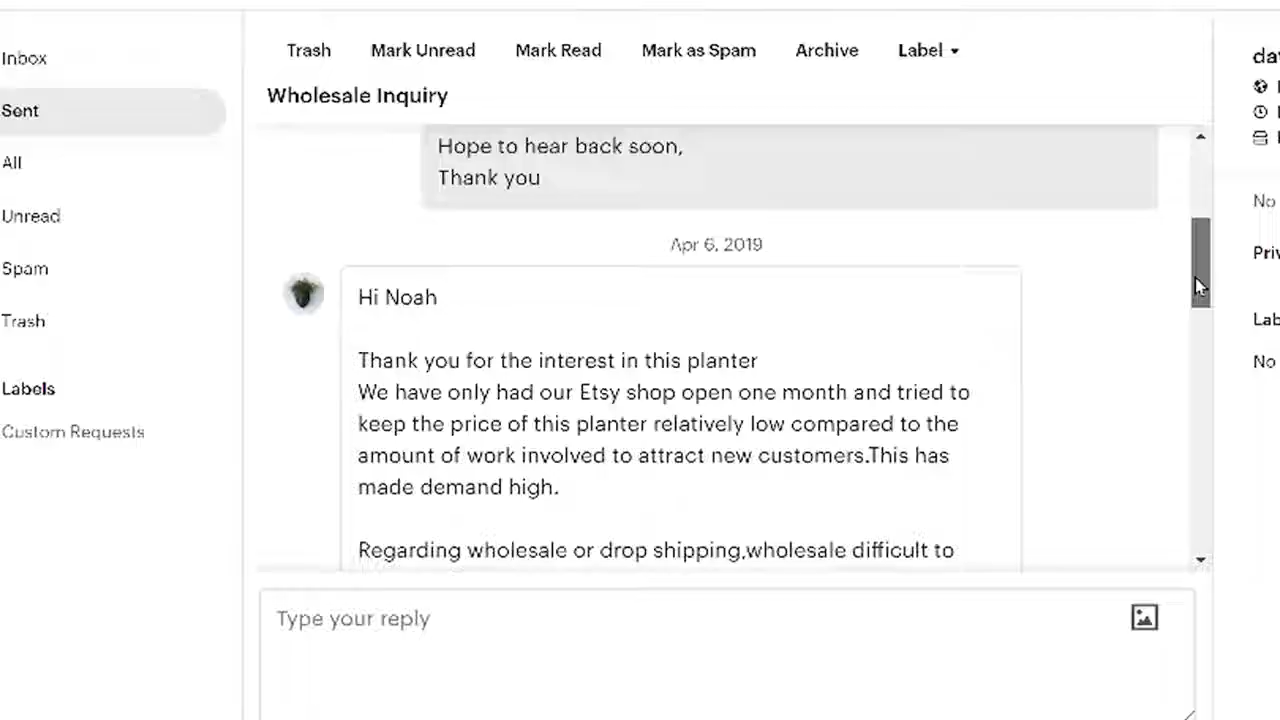 Inbox
Sent
All
Unread
Spam
Trash
Labels
Custom Requests
Trash Mark Unread Mark Read Mark as Spam Archive Label
Wholesale Inquiry
Hope to hear back soon,
Thank you
Apr 6, 2019
Hi Noah
Thank you for the interest in this planter
We have only had our Etsy shop open one month and tried to
keep the price of this planter relatively low compared to the
amount of work involved to attract new customers.This has
made demand high.
Regarding wholesale or drop shipping,wholesale difficult to
Type your reply
No
No